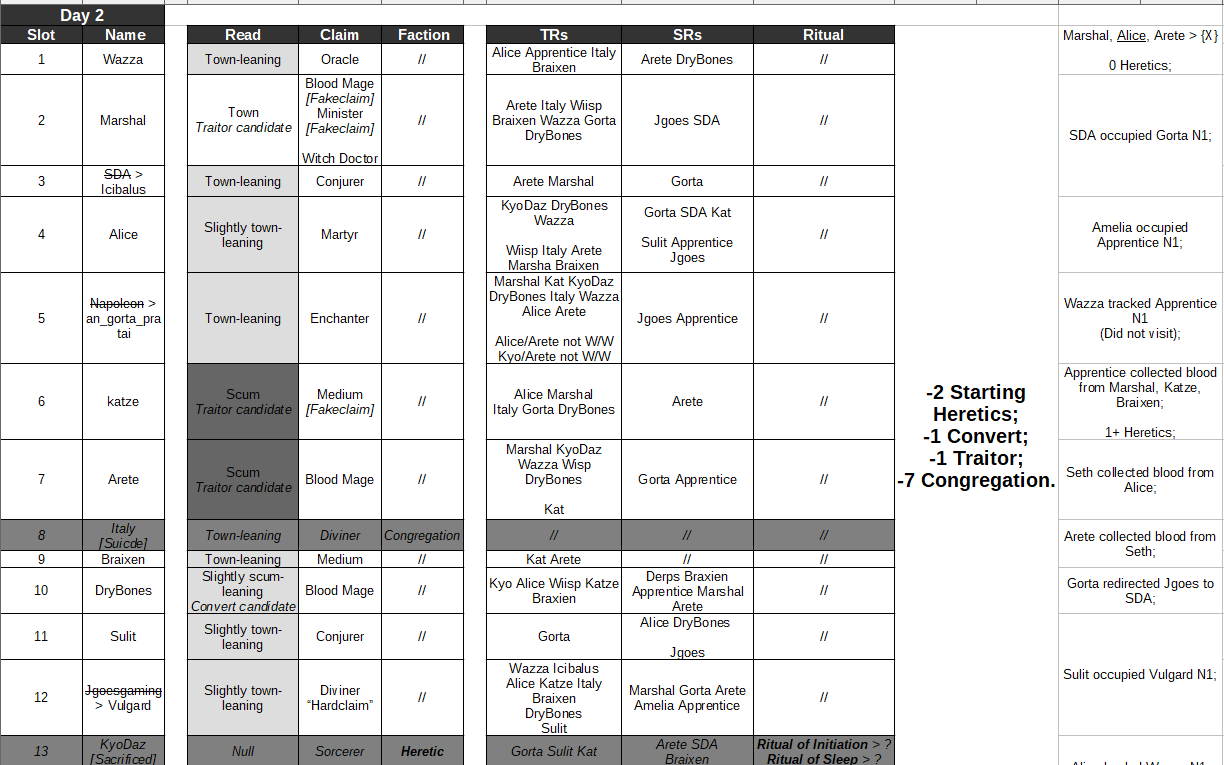 Day 2
Slot Name Read Claim Faction TRs SRs Ritual
Marshal, Alice, Arete > {X}
0 Heretics;
1 Wazza Town-leaning Oracle // Alice Apprentice Italy
Braixen Arete DryBones //
2 Marshal Town
Traitor candidate
Blood Mage
[Fakeclaim]
Minister
[Fakeclaim]
Witch Doctor
//
Arete Italy Wiisp
Braixen Wazza Gorta
DryBones
Jgoes SDA
//
SDA occupied Gorta N1;
3 SDA >
Icibalus
Town-leaning Conjurer // Arete Marshal Gorta //
4 Alice Slightly town-
leaning
Martyr //
KyoDaz DryBones
Wazza
Wiisp Italy Arete
Marsha Braixen
Gorta SDA Kat
Sulit Apprentice
Jgoes
//
Amelia occupied
Apprentice N1;
5 Napoleon >
an_gorta_pra
tai
Town-leaning Enchanter //
Marshal Kat KyoDaz
DryBones Italy Wazza
Alice Arete
Alice/Arete not W/W
Kyo/Arete not W/W
Jgoes Apprentice
//
Wazza tracked Apprentice
N1
(Did not visit);
6 katze Scum
Traitor candidate
Medium
[Fakeclaim]
//
Alice Marshal
Italy Gorta DryBones
Arete
//
Apprentice collected blood
from Marshal, Katze,
Braixen;
1+ Heretics;
-2 Starting
Heretics;
-1 Convert;
-1 Traitor;
-7 Congregation.
7 Arete Scum
Traitor candidate
Blood Mage //
Marshal KyoDaz
Wazza Wisp
DryBones
Kat
Gorta Apprentice
//
Seth collected blood from
Alice;
8 Italy
[Suicde]
Town-leaning Diviner Congregation // // //
Arete collected blood from
Seth;
9 Braixen Town-leaning Medium // Kat Arete // //
10 DryBones Slightly scum-
leaning
Convert candidate
Blood Mage //
Kyo Alice Wiisp Katze
Braxien
Derps Braxien
Apprentice Marshal
Arete
//
Gorta redirected Jgoes to
SDA;
11 Sulit Slightly town-
leaning
Conjurer // Gorta
Alice DryBones
Jgoes
//
Sulit occupied Vulgard N1;
12 Jgoesgaming
> Vulgard
Slightly town-
leaning
Diviner
“Hardclaim”
//
Wazza Icibalus
Alice Katze Italy
Braixen
DryBones
Sulit
Marshal Gorta Arete
Amelia Apprentice
//
13 KyoDaz
[Sacrificed]
Null Sorcerer Heretic Gorta Sulit Kat
Arete SDA
Braixen
Ritual of Initiation > ?
Ritual of Sleep > ?